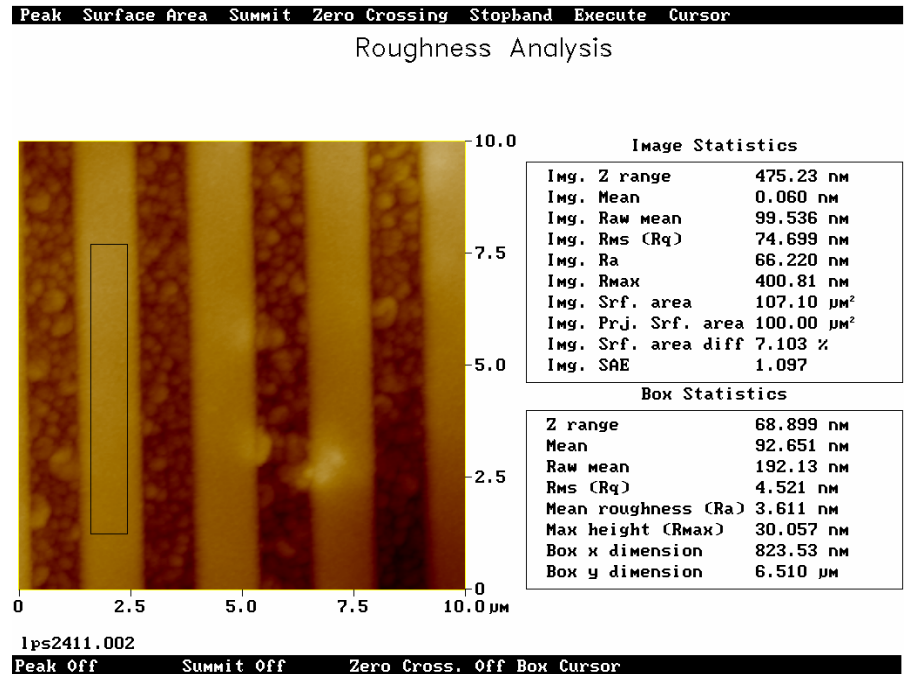 Peak Surface Area Summit Zero Crossing Stopband Execute Cursor
Roughness Analysis
10.0
7.5
5.0
2.5
0
0 2.5 5.0 7.5 10.0 µm
Image Statistics
Img. Z range 475.23 nm
Img. Mean 0.060 nm
Img. Raw mean 99.536 nm
Img. Rms (Rq) 74.699 nm
Img. Ra 66.220 nm
Img. Rmax 400.81 nm
Img. Srf. area 107.10 µm²
Img. Prj. Srf. area 100.00 µm²
Img. Srf. area diff 7.103 %
Img. SAE 1.097
Box Statistics
Z range 68.899 nm
Mean 92.651 nm
Raw mean 192.13 nm
Rms (Rq) 4.521 nm
Mean roughness (Ra) 3.611 nm
Max height (Rmax) 30.057 nm
Box x dimension 823.53 nm
Box y dimension 6.510 µm
lps2411.002
Peak Off Summit Off Zero Cross. Off Box Cursor